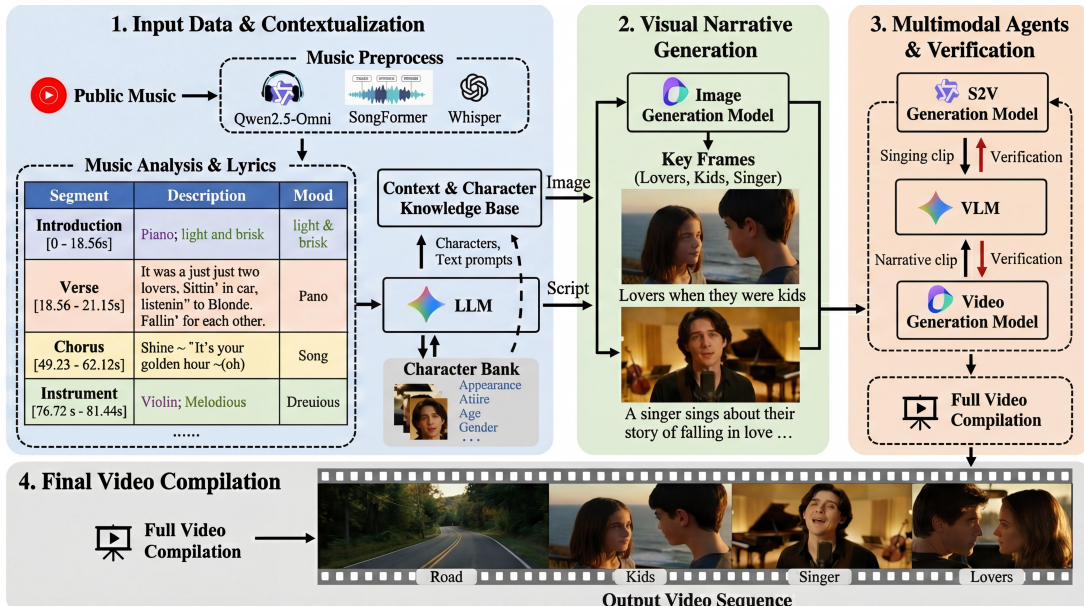 1. Input Data & Contextualization
Music Preprocess
Public Music
Qwen2.5-Omni
SongFormer
Whisper
Music Analysis & Lyrics
Segment
Description
Mood
Introduction
[0 - 18.56s]
Piano; light and brisk
light &
brisk
Verse
[18.56 - 21.15s]
It was a just just two
lovers. Sittin' in car,
listenin" to Blonde.
Fallin' for each other.
Pano
Chorus
[49.23 - 62.12s]
Shine ~ "It's your
golden hour ~(oh)
Song
Instrument
[76.72 s - 81.44s]
Violin; Melodious
Dreuious
......
Context & Character
Knowledge Base
Characters,
Text prompts
LLM
Character Bank
Appearance
Atiire
Age
Gender
...
Image
Script
2. Visual Narrative
Generation
Image
Generation Model
Key Frames
(Lovers, Kids, Singer)
Lovers when they were kids
A singer sings about their
story of falling in love ...
3. Multimodal Agents
& Verification
S2V
Generation Model
Singing clip
Verification
VLM
Narrative clip
Verification
Video
Generation Model
Full Video
Compilation
4. Final Video Compilation
Full Video
Compilation
Road
Kids
Singer
Lovers
Output Video Sequence